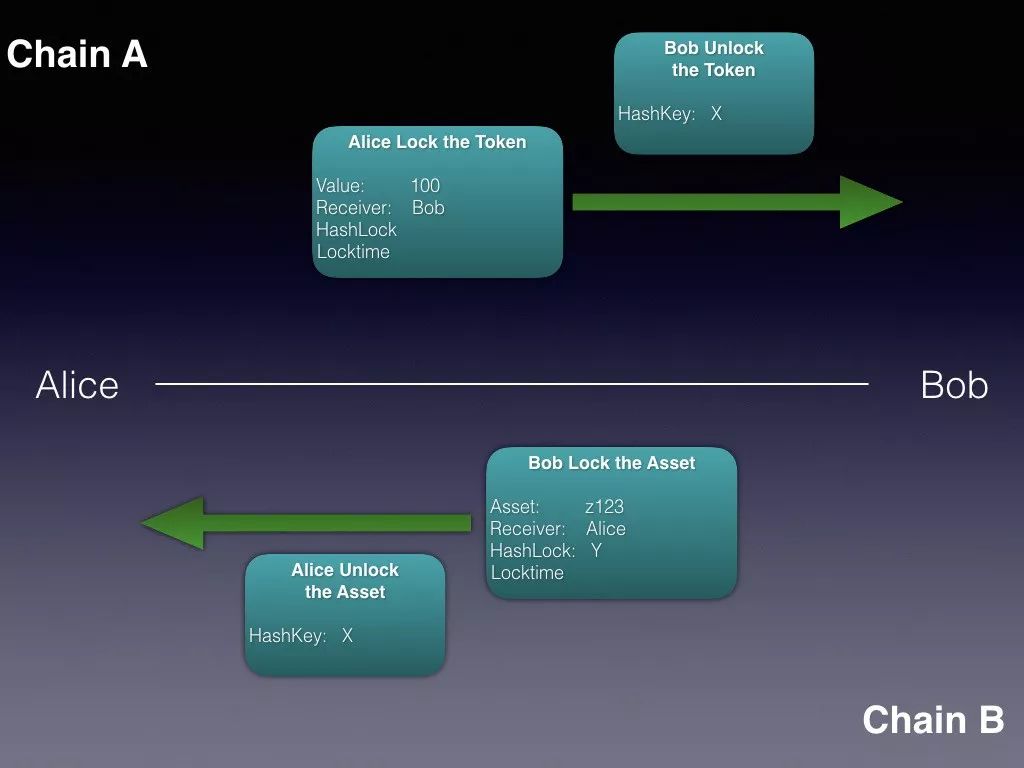 Chain A
Bob Unlock
the Token
HashKey: X
Alice Lock the Token
Value: 100
Receiver: Bob
HashLock
Locktime
Alice
Bob
Bob Lock the Asset
Asset: z123
Receiver: Alice
HashLock: Y
Locktime
Alice Unlock
the Asset
HashKey: X
Chain B